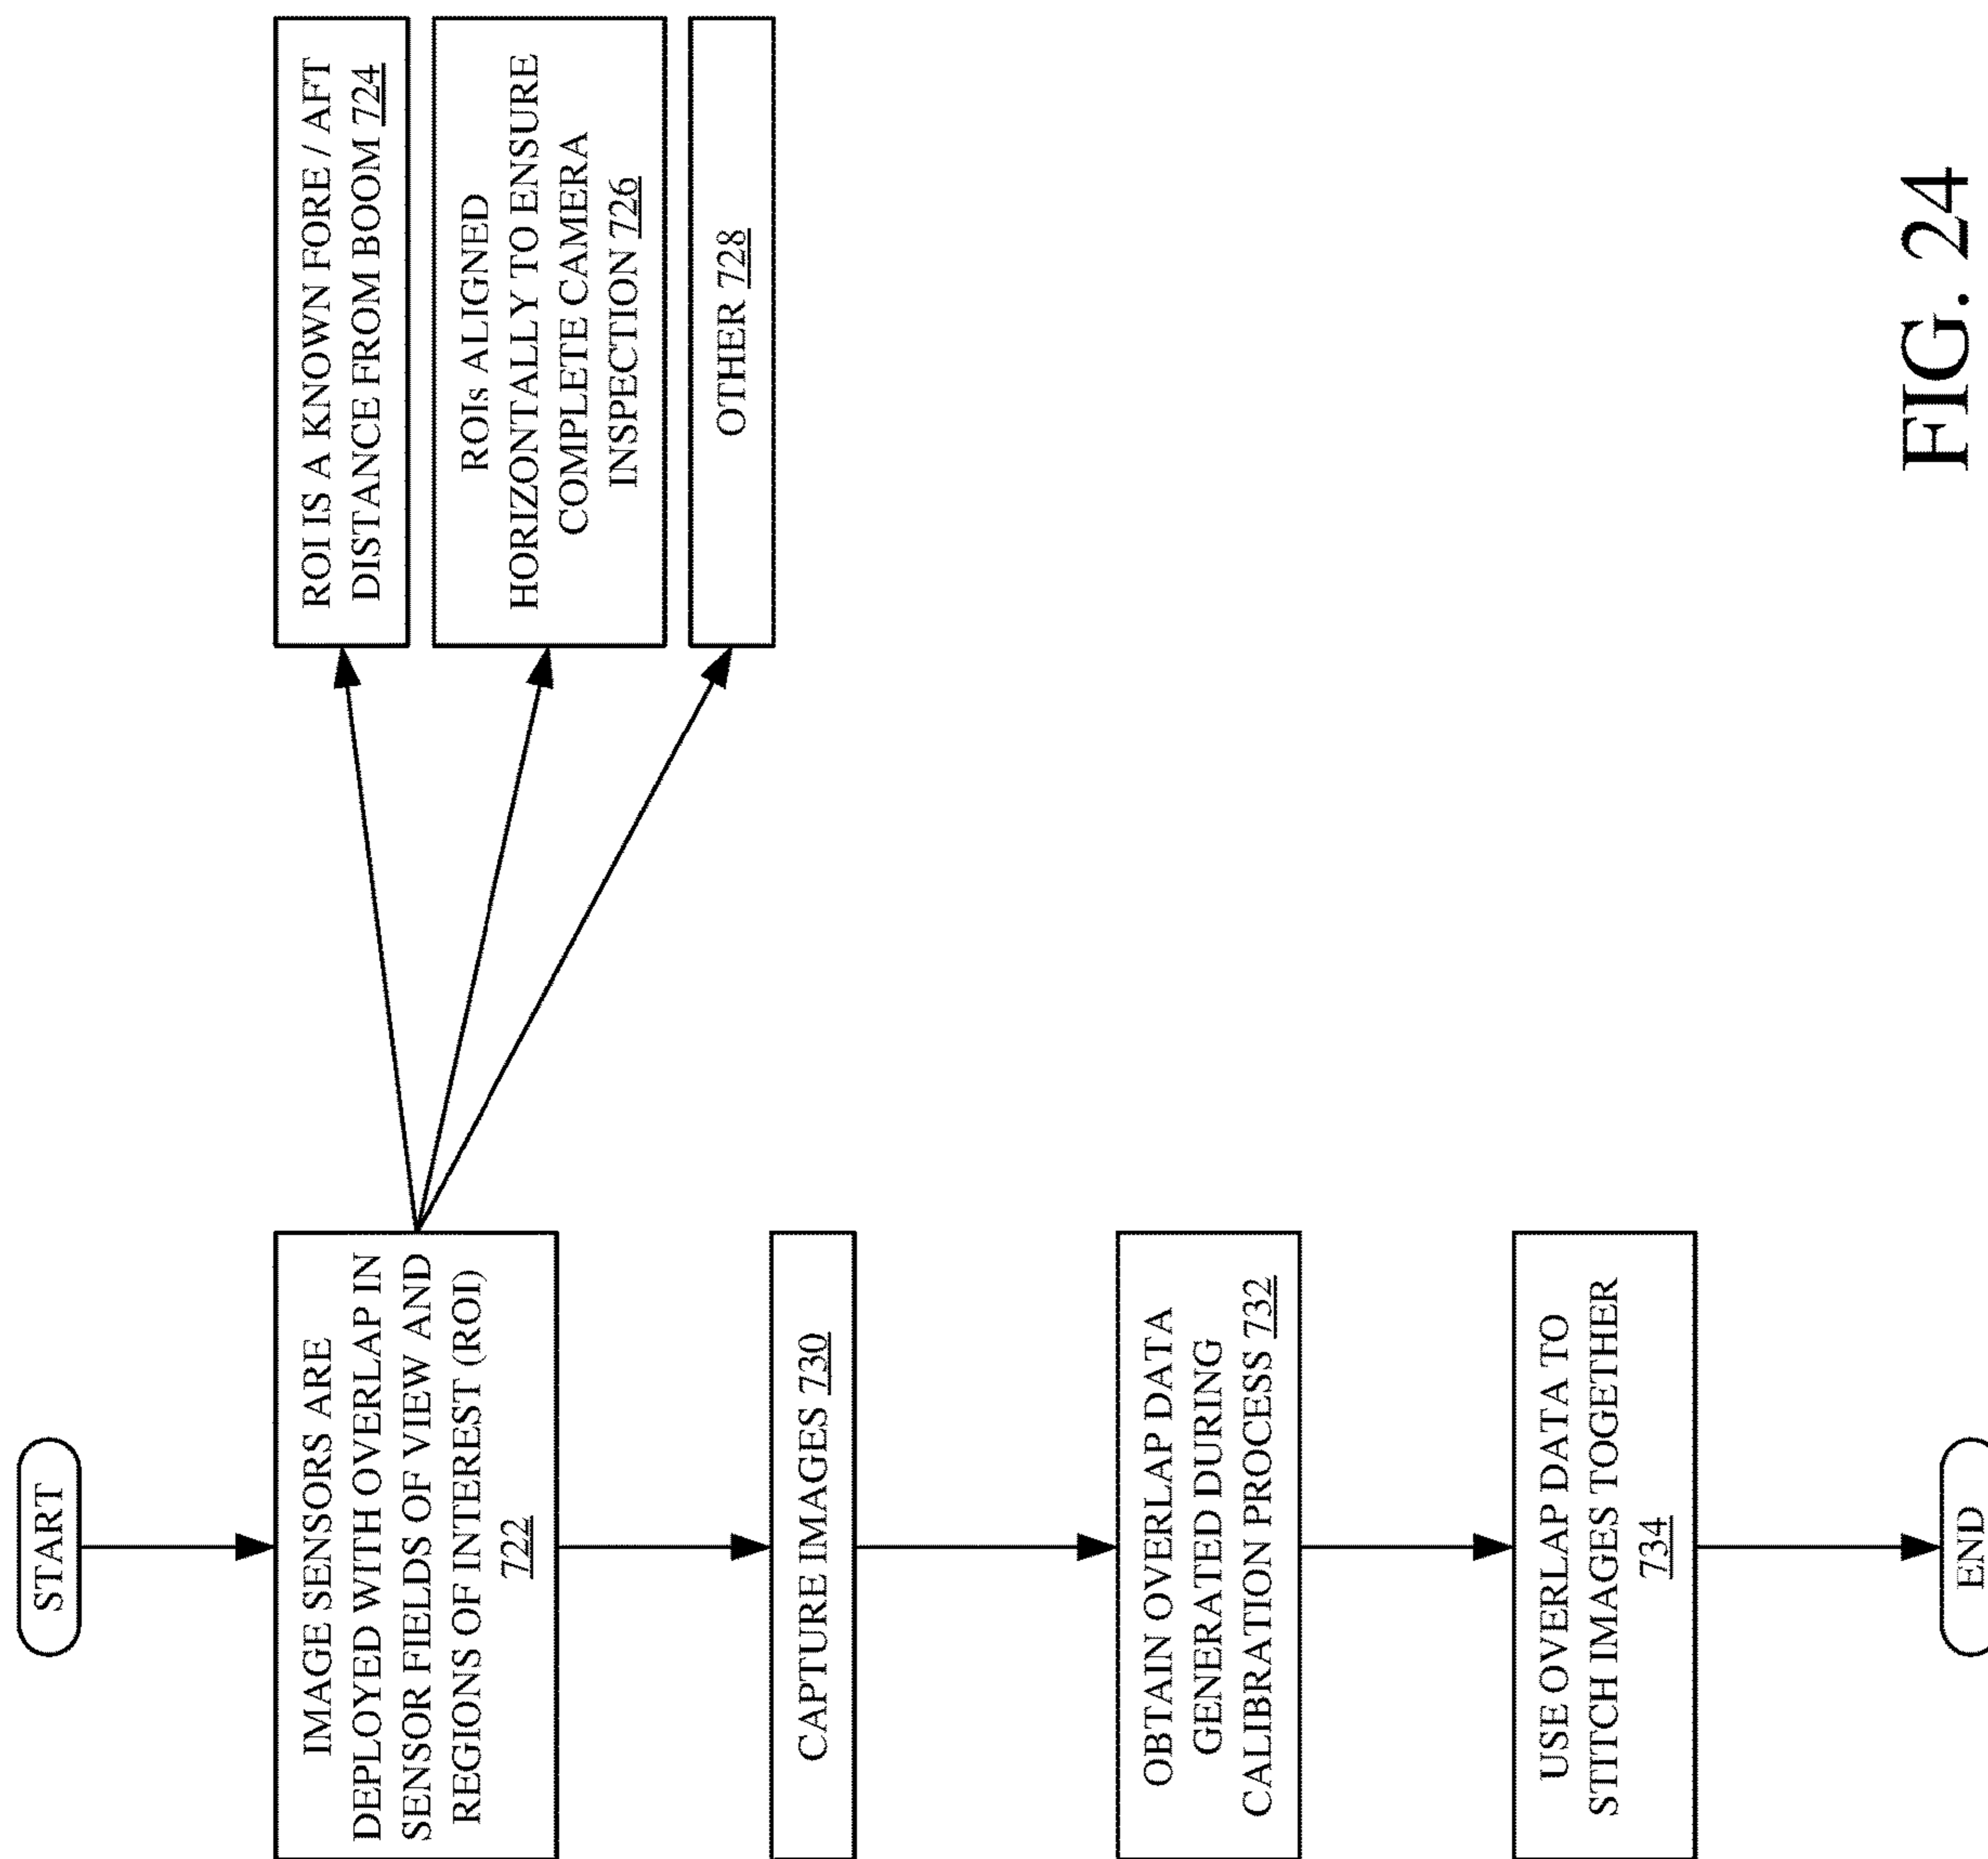 START
IMAGE SENSORS ARE
DEPLOYED WITH OVERLAP IN
SENSOR FIELDS OF VIEW AND
REGIONS OF INTEREST (ROI)
722
ROI IS A KNOWN FORE / AFT
DISTANCE FROM BOOM 724
ROIs ALIGNED
HORIZONTALLY TO ENSURE
COMPLETE CAMERA
INSPECTION 726
OTHER 728
CAPTURE IMAGES 730
OBTAIN OVERLAP DATA
GENERATED DURING
CALIBRATION PROCESS 732
USE OVERLAP DATA TO
STITCH IMAGES TOGETHER
734
END
FIG. 24